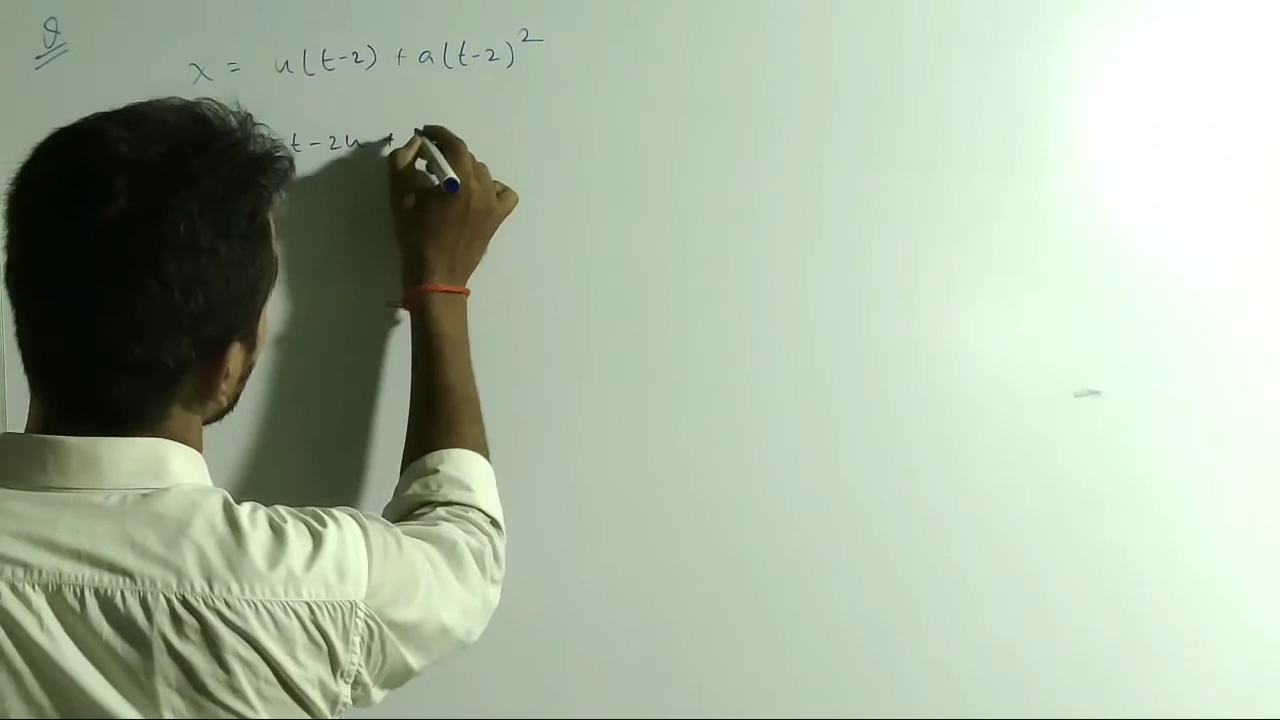 Q
x = u(t-2) + a(t-2)²
t - 2u +